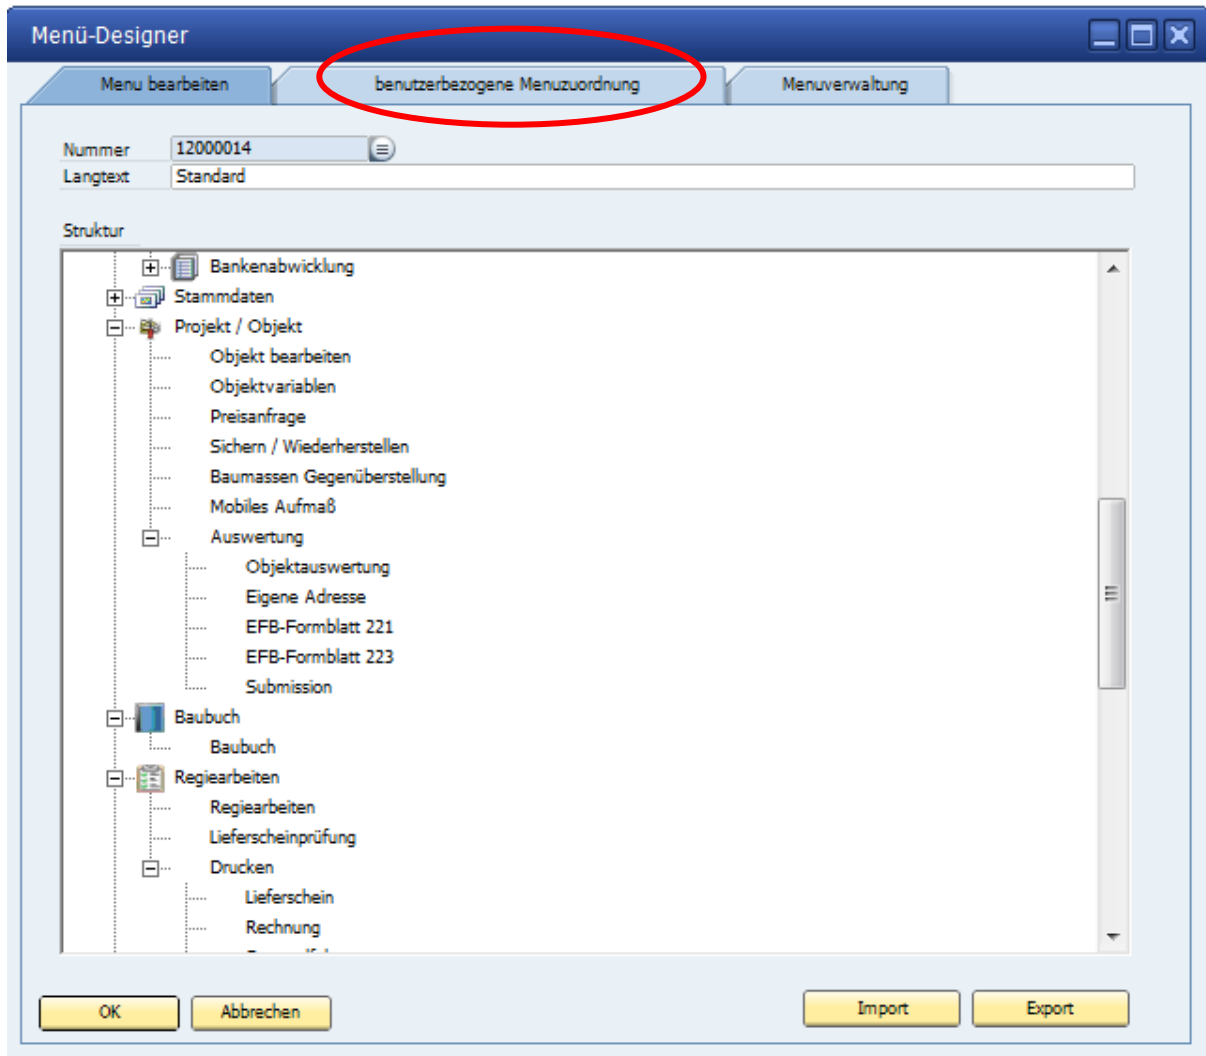 Menü-Designer
Menu bearbeiten benutzerbezogene Menuzuordnung Menuverwaltung
Nummer 12000014
Langtext Standard
Struktur
Bankenabwicklung
Stammdaten
Projekt / Objekt
Objekt bearbeiten
Objektvariablen
Preisanfrage
Sichern / Wiederherstellen
Baumassen Gegenüberstellung
Mobiles Aufmaß
Auswertung
Objektauswertung
Eigene Adresse
EFB-Formblatt 221
EFB-Formblatt 223
Submission
Baubuch
Baubuch
Regiearbeiten
Regiearbeiten
Lieferscheinprüfung
Drucken
Lieferschein
Rechnung
OK Abbrechen Import Export